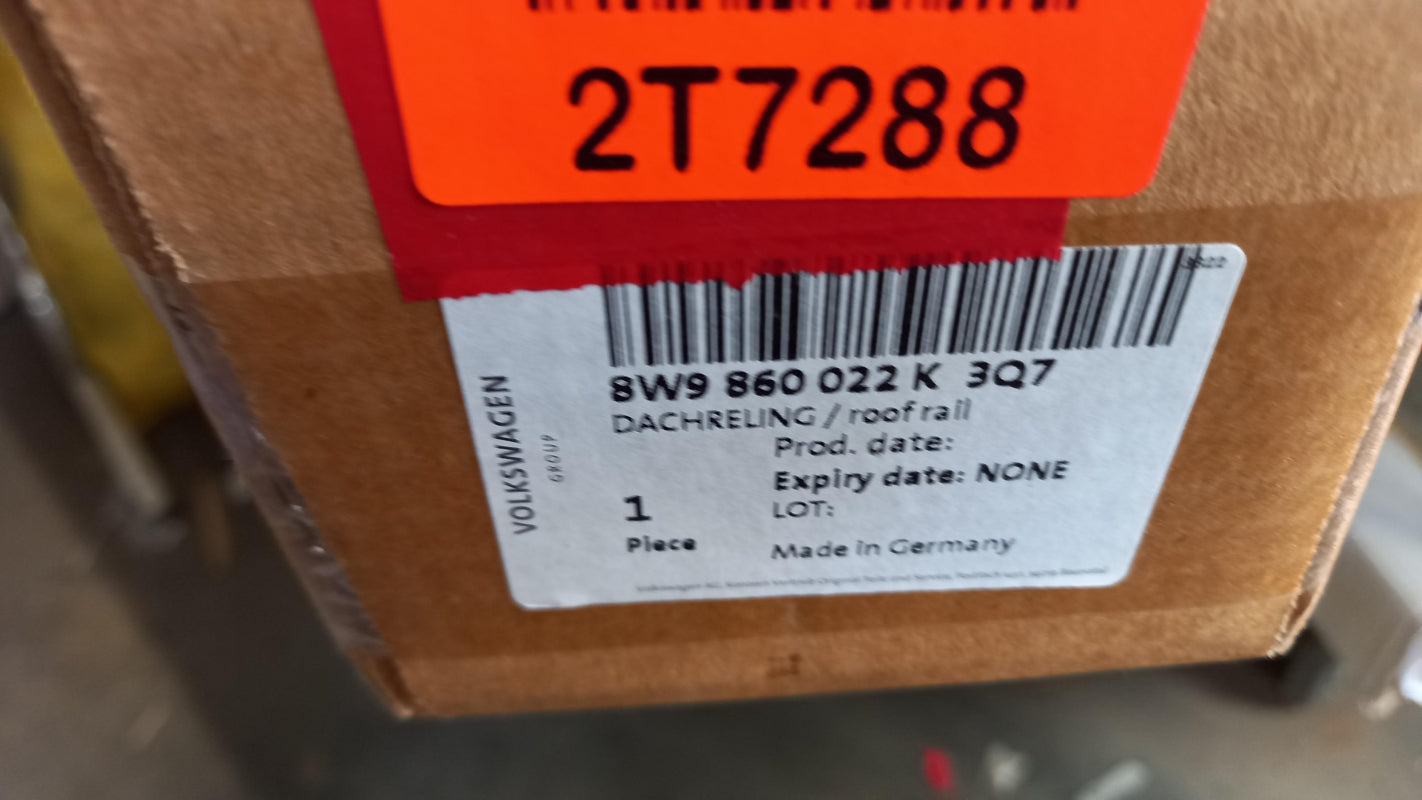 2T7288
8W9 860 022 K 3Q7
DACHRELING / roof rail
Prod. date:
Expiry date: NONE
LOT:
1
Piece
Made in Germany
VOLKSWAGEN
GROUP